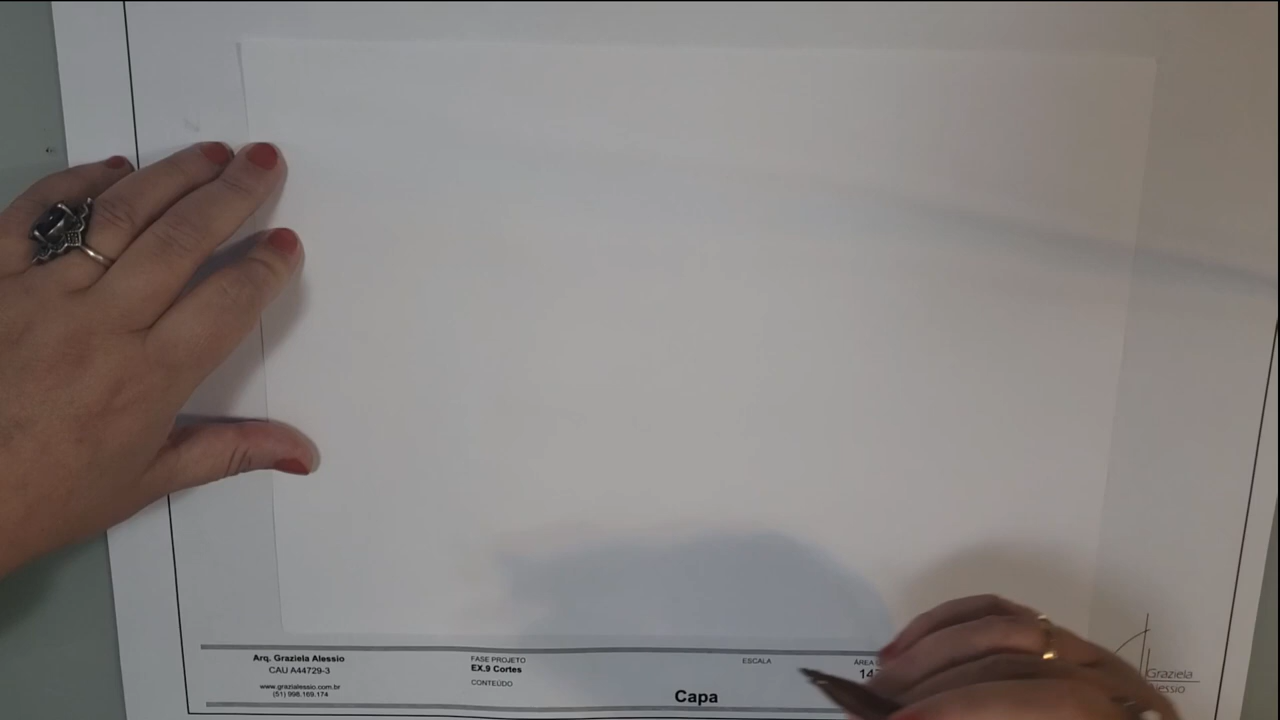 Arq. Graziela Alessio
CAU A44729-3
www.grazialessio.com.br
(51) 998.169.174
FASE PROJETO
EX.9 Cortes
CONTEÚDO
Capa
ESCALA
ÁREA
Graziela